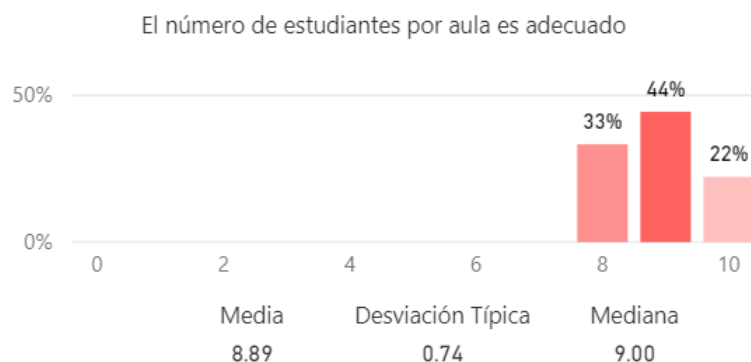 El número de estudiantes por aula es adecuado
50%
44%
33%
22%
0%
0 2 4 6 8 10
Media Desviación Típica Mediana
8.89 0.74 9.00